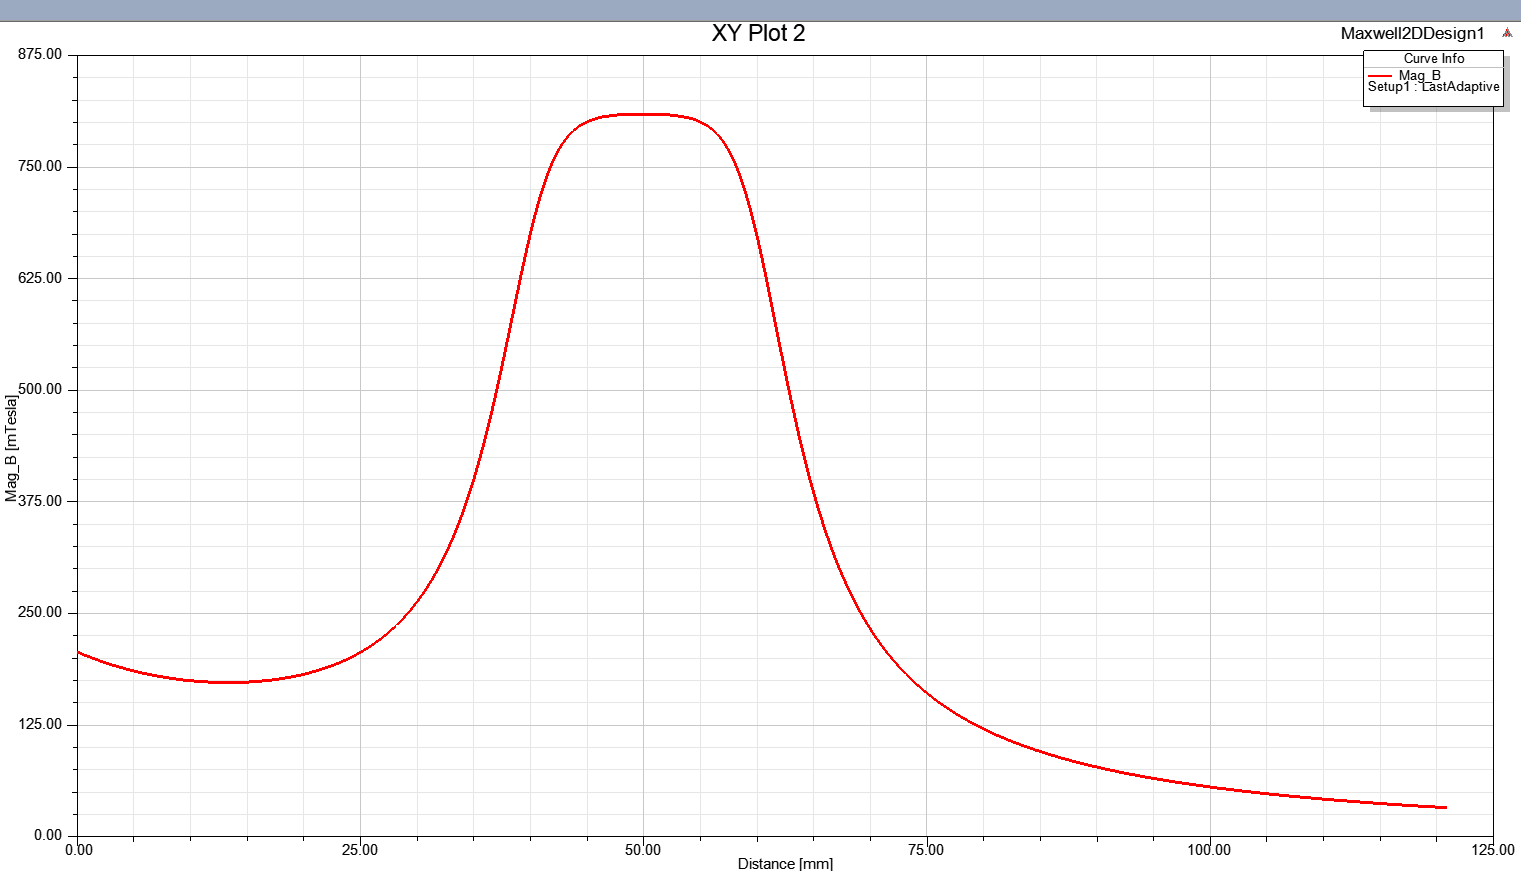 XY Plot 2
Maxwell2DDesign1
Curve Info
Mag_B
Setup1 : LastAdaptive
875.00
750.00
625.00
500.00
375.00
250.00
125.00
0.00
Mag_B [mTesla]
0.00 25.00 50.00 75.00 100.00 125.00
Distance [mm]